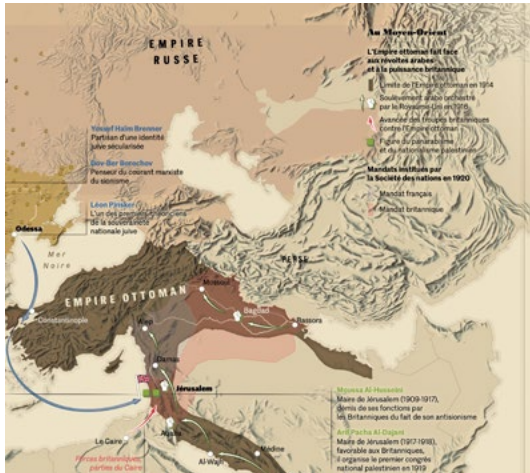 EMPIRE
RUSSE
Au Moyen-Orient
L'Empire ottoman fait face
aux révoltes arabes
et à la puissance britannique
Limite de l'Empire ottoman en 1914
Soulèvement arabe orchestré
par le Royaume-Uni en 1916
Avancée des troupes britanniques
contre l'Empire ottoman
Figure du panarabisme
et du nationalisme palestinien
Mandats institués par
la Société des nations en 1920
Mandat français
Mandat britannique
Yossef Haïm Brenner
Partisan d'une identité
juive sécularisée
Dov-Ber Borochov
Penseur du courant marxiste
du sionisme
Léon Pinsker
L'un des premiers théoriciens
de la souveraineté
nationale juive
Odessa
Mer
Noire
PERSE
EMPIRE OTTOMAN
Constantinople
Mossoul
Bagdad
Bassora
Alep
Damas
Jérusalem
Le Caire
Aqaba
Al-Wajh
Médine
Forces britanniques
parties du Caire
Moussa Al-Husseini
Maire de Jérusalem (1909-1917),
démis de ses fonctions par
les Britanniques du fait de son antisionisme
Arif Pacha Al-Dajani
Maire de Jérusalem (1917-1918),
favorable aux Britanniques,
il organise le premier congrès
national palestinien en 1919